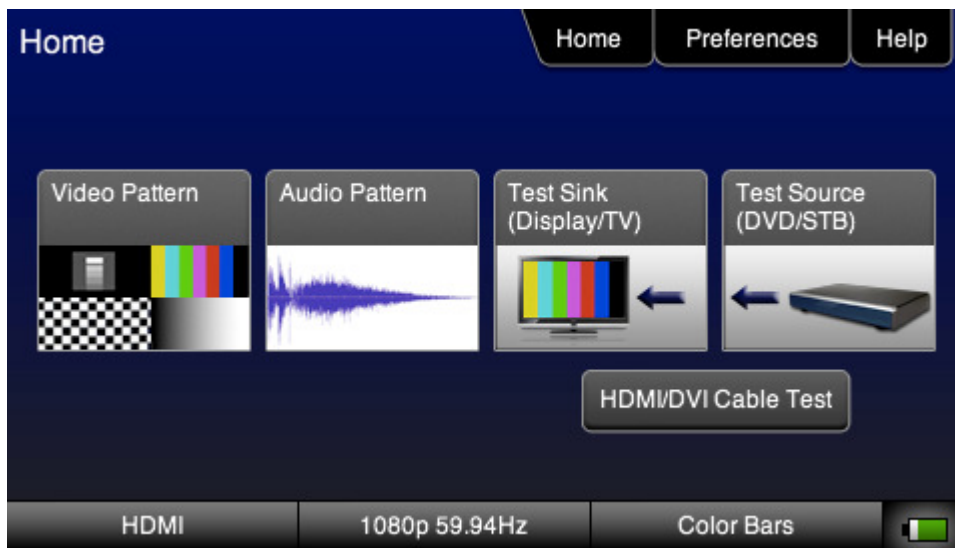 Home
Home
Preferences
Help
Video Pattern
Audio Pattern
Test Sink
(Display/TV)
Test Source
(DVD/STB)
HDMI/DVI Cable Test
HDMI
1080p 59.94Hz
Color Bars